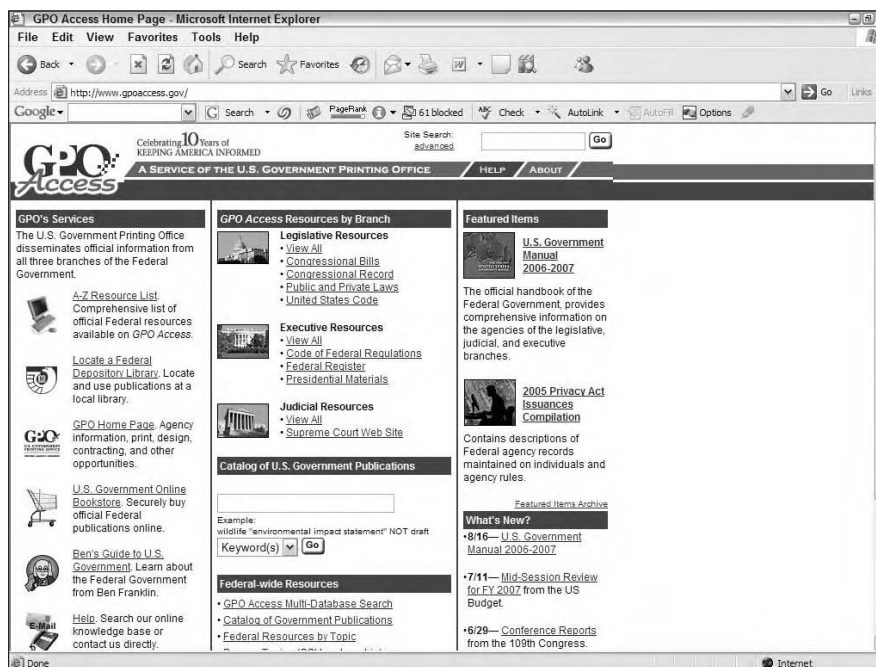 GPO Access Home Page - Microsoft Internet Explorer
File Edit View Favorites Tools Help
Back Search Favorites
Address http://www.gpoaccess.gov/ Go Links
Google Search PageRank 61 blocked Check AutoLink AutoFill Options
GPO Access
Celebrating 10 Years of
KEEPING AMERICA INFORMED
A SERVICE OF THE U.S. GOVERNMENT PRINTING OFFICE
Site Search:
advanced
Go
HELP ABOUT
GPO's Services
The U.S. Government Printing Office
disseminates official information from
all three branches of the Federal
Government.
A-Z Resource List.
Comprehensive list of
official Federal resources
available on GPO Access.
Locate a Federal
Depository Library. Locate
and use publications at a
local library.
GPO
GPO Home Page. Agency
information, print, design,
contracting, and other
opportunities.
U.S. Government Online
Bookstore. Securely buy
official Federal
publications online.
Ben's Guide to U.S.
Government. Learn about
the Federal Government
from Ben Franklin.
E-Mail
Help. Search our online
knowledge base or
contact us directly.
GPO Access Resources by Branch
Legislative Resources
• View All
• Congressional Bills
• Congressional Record
• Public and Private Laws
• United States Code
Executive Resources
• View All
• Code of Federal Regulations
• Federal Register
• Presidential Materials
Judicial Resources
• View All
• Supreme Court Web Site
Catalog of U.S. Government Publications
Example:
wildlife "environmental impact statement" NOT draft
Keyword(s) Go
Federal-wide Resources
• GPO Access Multi-Database Search
• Catalog of Government Publications
• Federal Resources by Topic
Featured Items
U.S. Government
Manual
2006-2007
The official handbook of the
Federal Government, provides
comprehensive information on
the agencies of the legislative,
judicial, and executive
branches.
2005 Privacy Act
Issuances
Compilation
Contains descriptions of
Federal agency records
maintained on individuals and
agency rules.
Featured Items Archive
What's New?
•8/16— U.S. Government
Manual 2006-2007
•7/11— Mid-Session Review
for FY 2007 from the US
Budget.
•6/29— Conference Reports
from the 109th Congress.
Done Internet